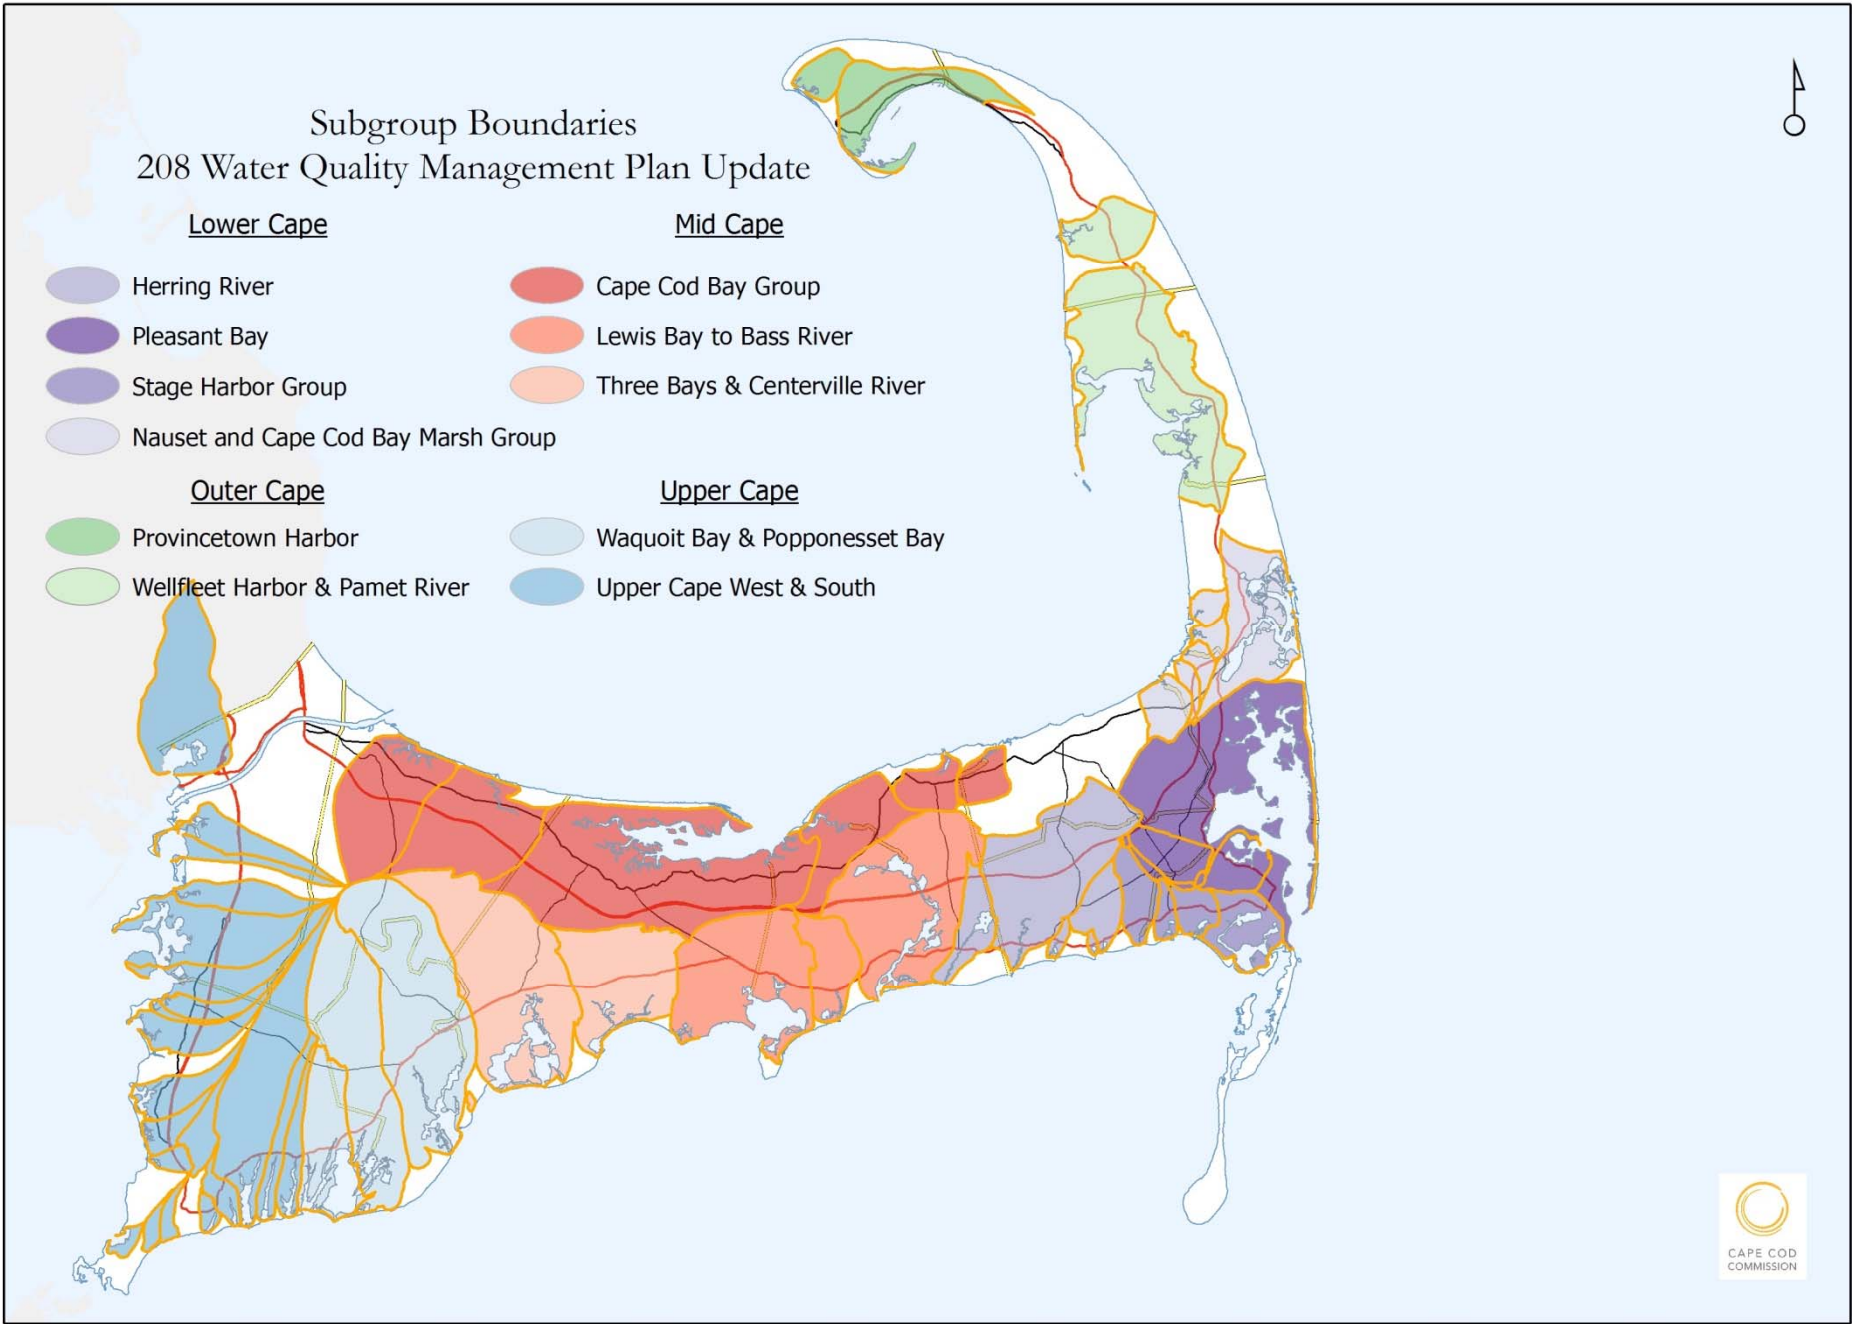 Subgroup Boundaries
208 Water Quality Management Plan Update
Lower Cape
Herring River
Pleasant Bay
Stage Harbor Group
Nauset and Cape Cod Bay Marsh Group
Mid Cape
Cape Cod Bay Group
Lewis Bay to Bass River
Three Bays & Centerville River
Outer Cape
Provincetown Harbor
Wellfleet Harbor & Pamet River
Upper Cape
Waquoit Bay & Popponesset Bay
Upper Cape West & South
CAPE COD
COMMISSION